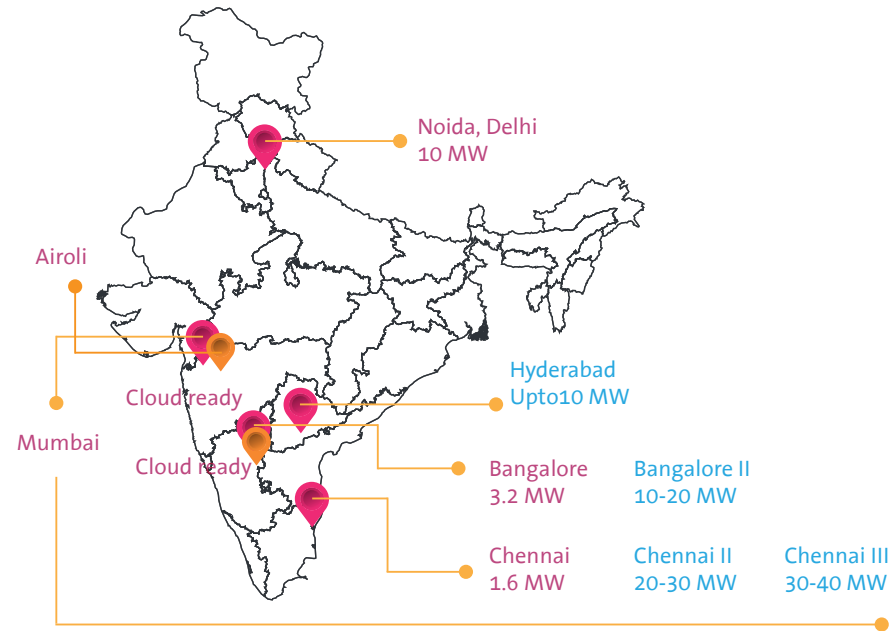 Noida, Delhi
10 MW
Airoli
Cloud ready
Hyderabad
Upto10 MW
Mumbai
Cloud ready
Bangalore
3.2 MW
Bangalore II
10-20 MW
Chennai
1.6 MW
Chennai II
20-30 MW
Chennai III
30-40 MW